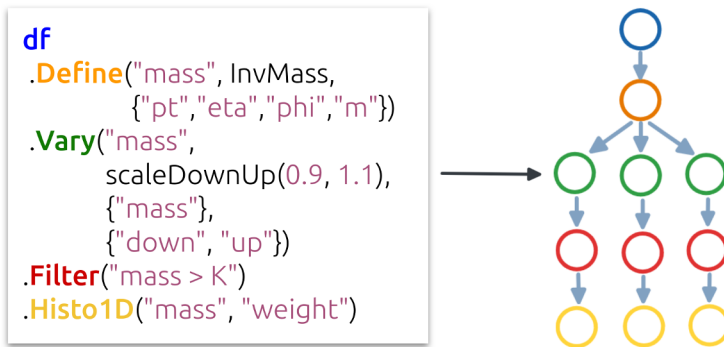 df
.Define("mass", InvMass,
{"pt","eta","phi","m"})
.Vary("mass",
scaleDownUp(0.9, 1.1),
{"mass"},
{"down", "up"})
.Filter("mass > K")
.Histo1D("mass", "weight")